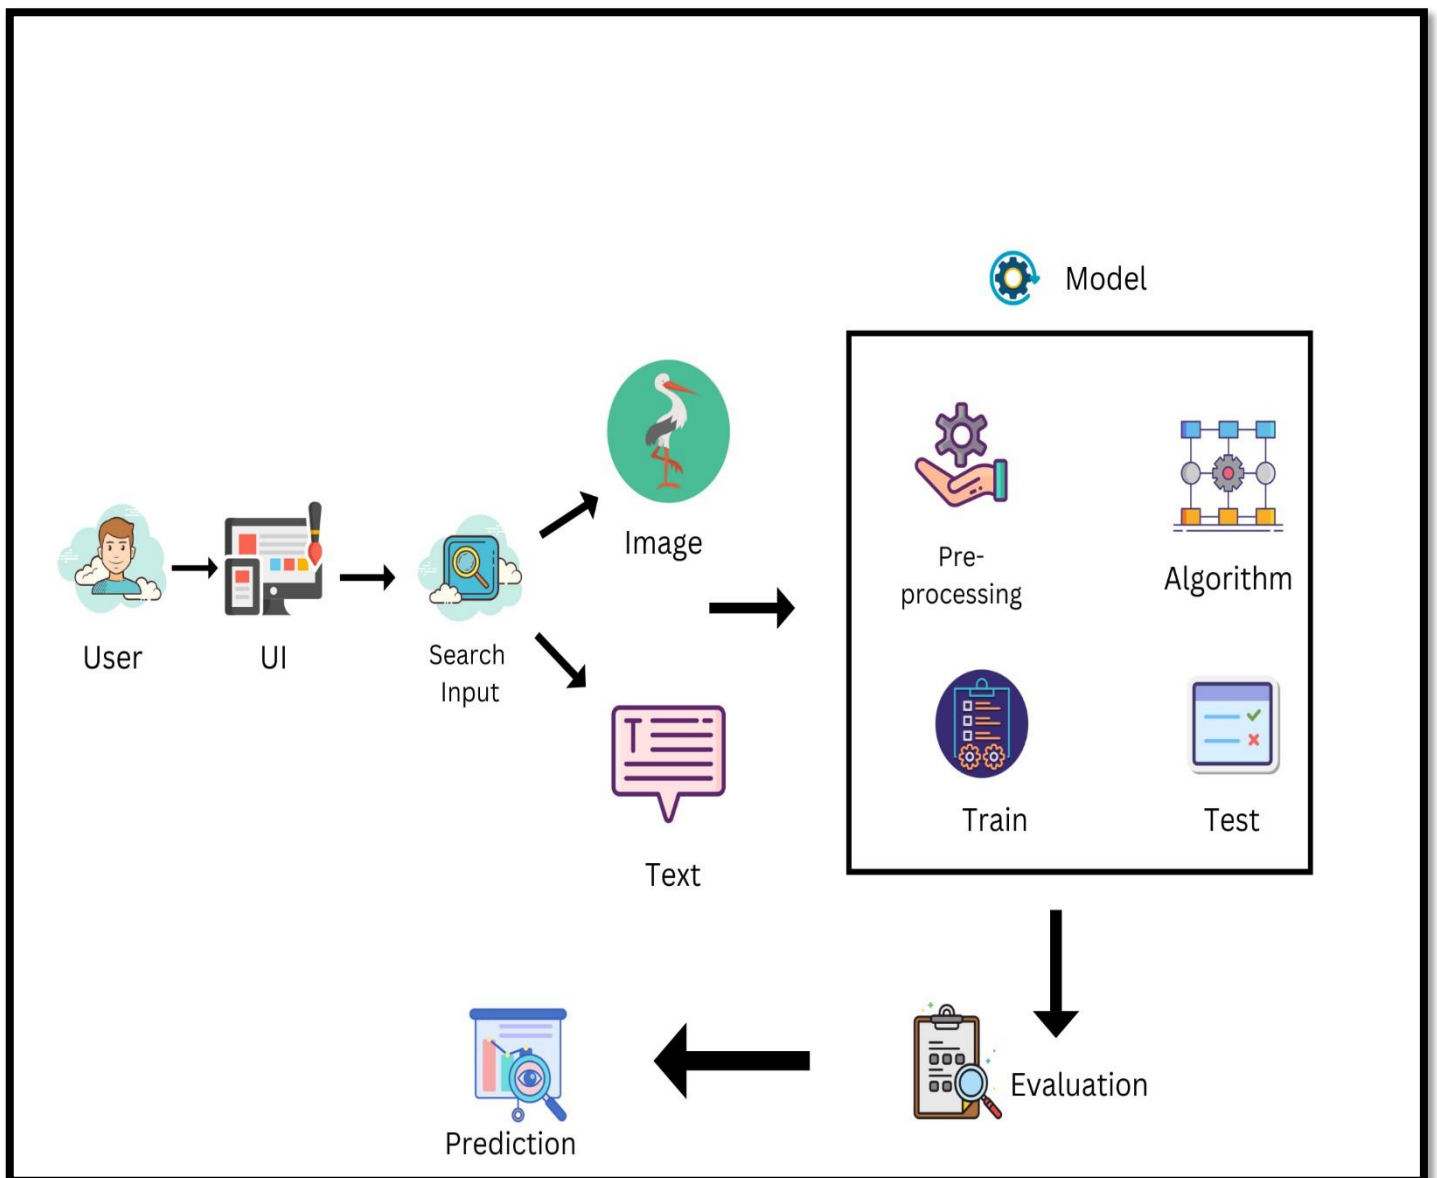 Model
Image
Pre-
processing
Algorithm
User
UI
Search
Input
Train
Test
Text
Evaluation
Prediction